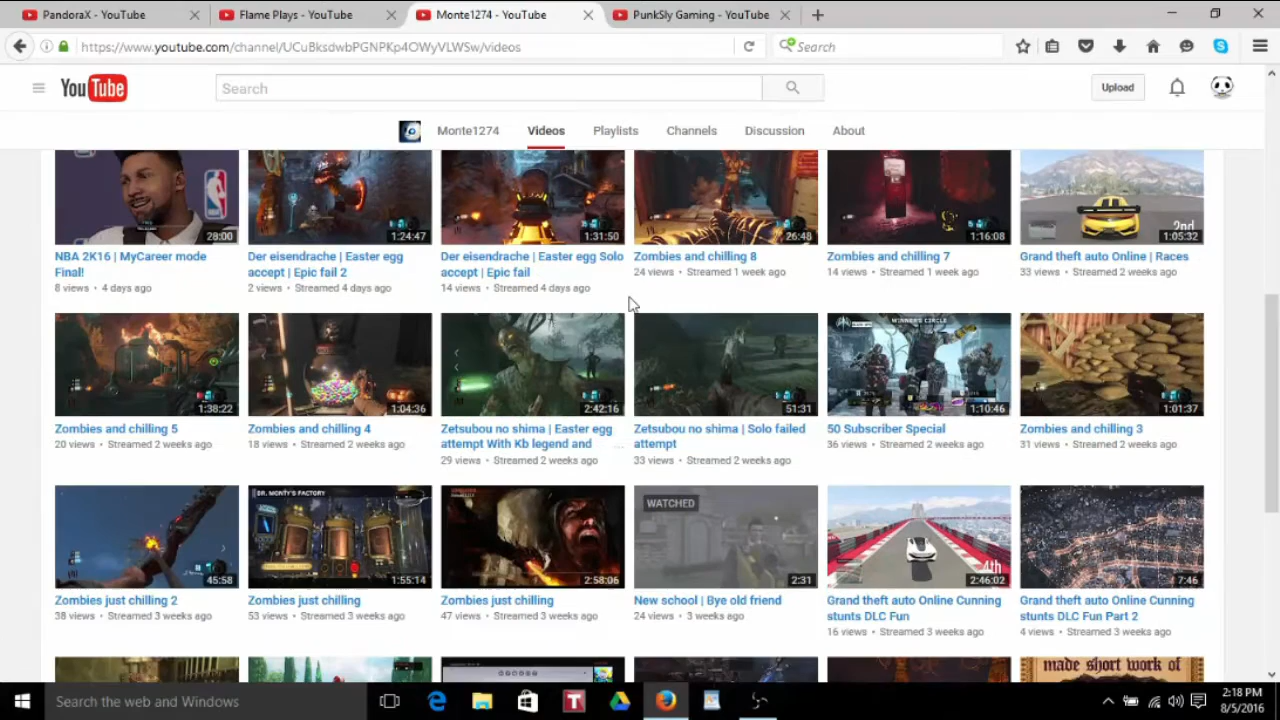 PandoraX - YouTube
Flame Plays - YouTube
Monte1274 - YouTube
PunkSly Gaming - YouTube
https://www.youtube.com/channel/UCuBksdwbPGNPKp4OWyVLWSw/videos
Search
YouTube
Search
Upload
Monte1274
Videos
Playlists
Channels
Discussion
About
28:00
1:24:47
1:31:50
26:48
1:16:08
2nd
1:05:32
NBA 2K16 | MyCareer mode
Final!
8 views • 4 days ago
Der eisendrache | Easter egg
accept | Epic fail 2
2 views • Streamed 4 days ago
Der eisendrache | Easter egg Solo
accept | Epic fail
14 views • Streamed 4 days ago
Zombies and chilling 8
24 views • Streamed 1 week ago
Zombies and chilling 7
14 views • Streamed 1 week ago
Grand theft auto Online | Races
33 views • Streamed 2 weeks ago
1:38:22
1:04:36
2:42:16
51:31
WINNER'S CIRCLE
1:10:46
1:01:37
Zombies and chilling 5
20 views • Streamed 2 weeks ago
Zombies and chilling 4
18 views • Streamed 2 weeks ago
Zetsubou no shima | Easter egg
attempt With Kb legend and ...
29 views • Streamed 2 weeks ago
Zetsubou no shima | Solo failed
attempt
33 views • Streamed 2 weeks ago
50 Subscriber Special
36 views • Streamed 2 weeks ago
Zombies and chilling 3
31 views • Streamed 2 weeks ago
45:58
DR. MONTY'S FACTORY
1:55:14
2:58:06
WATCHED
2:31
4th
2:46:02
7:46
Zombies just chilling 2
38 views • Streamed 3 weeks ago
Zombies just chilling
53 views • Streamed 3 weeks ago
Zombies just chilling
47 views • Streamed 3 weeks ago
New school | Bye old friend
24 views • 3 weeks ago
Grand theft auto Online Cunning
stunts DLC Fun
16 views • Streamed 3 weeks ago
Grand theft auto Online Cunning
stunts DLC Fun Part 2
4 views • Streamed 3 weeks ago
made short work of
Search the web and Windows
2:18 PM
8/5/2016